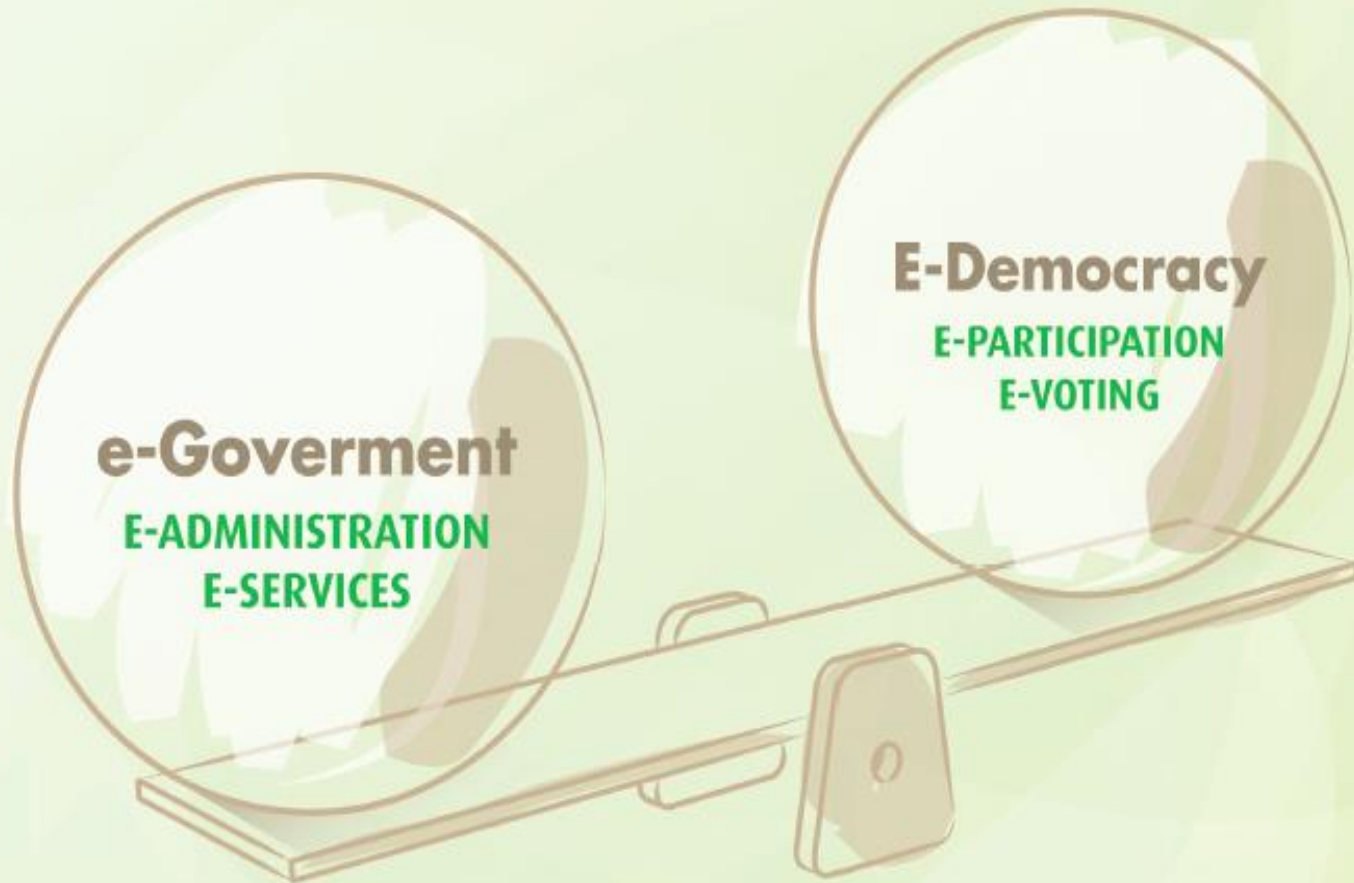 e-Goverment
E-ADMINISTRATION
E-SERVICES
E-Democracy
E-PARTICIPATION
E-VOTING